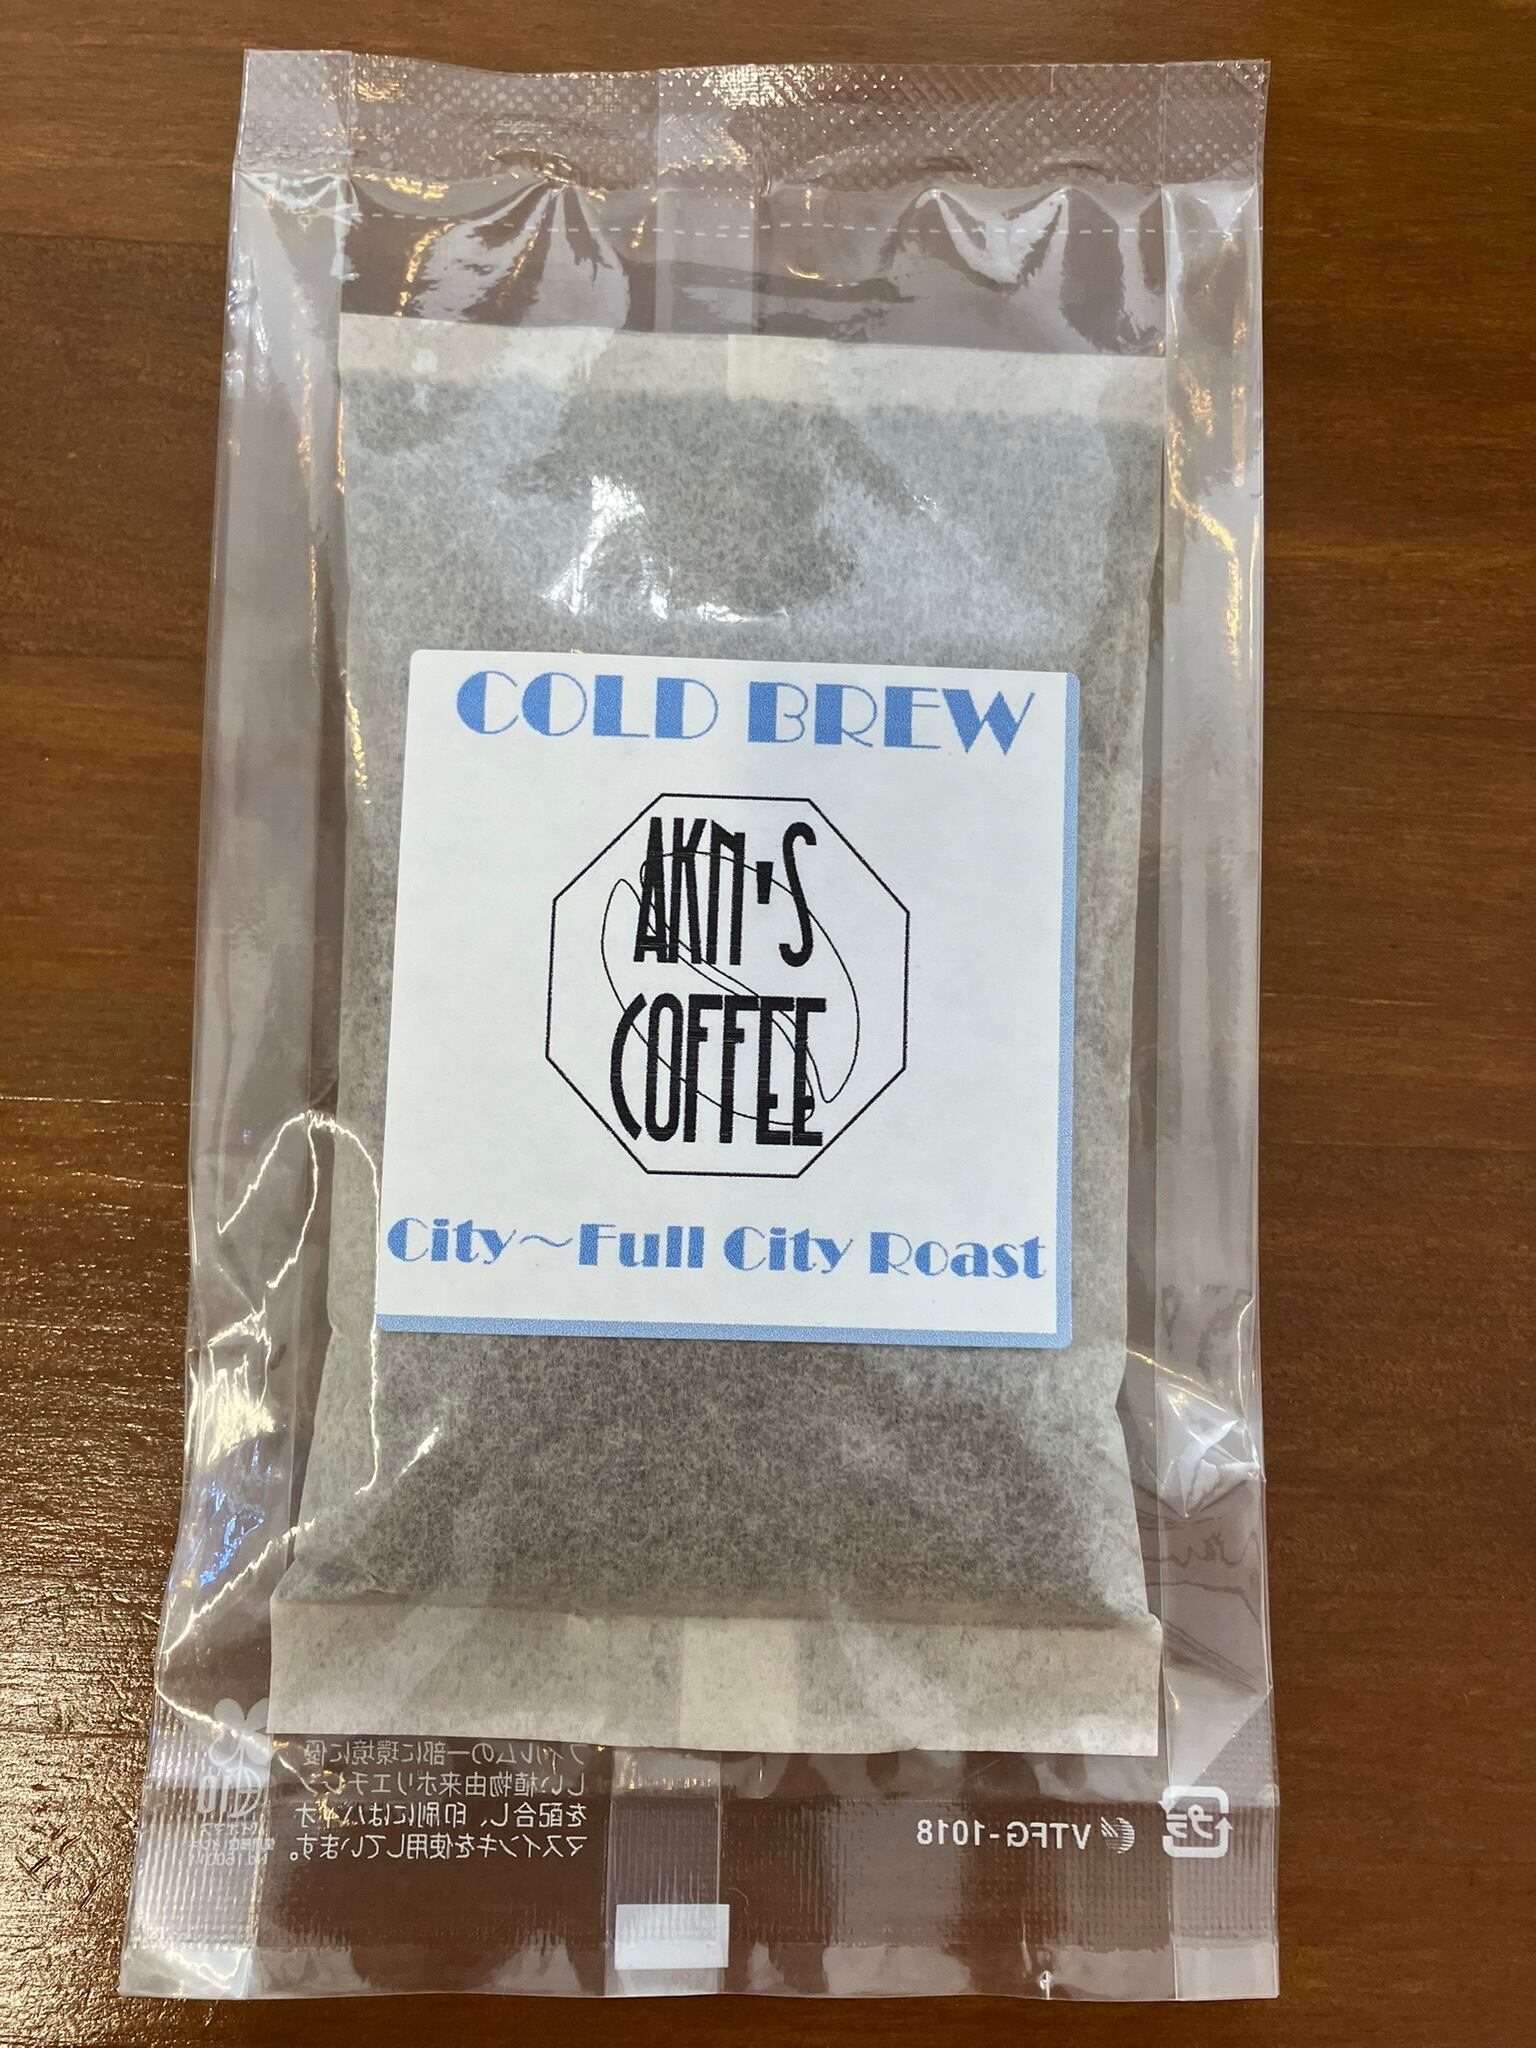 COLD BREW
AKN'S
COFFEE
City～Full City Roast
フィルムの一部に環境に優
しい植物由来ポリエチレン
を配合し、印刷にはバイオ
マスインキを使用しています。
VTFG-1018
プラ